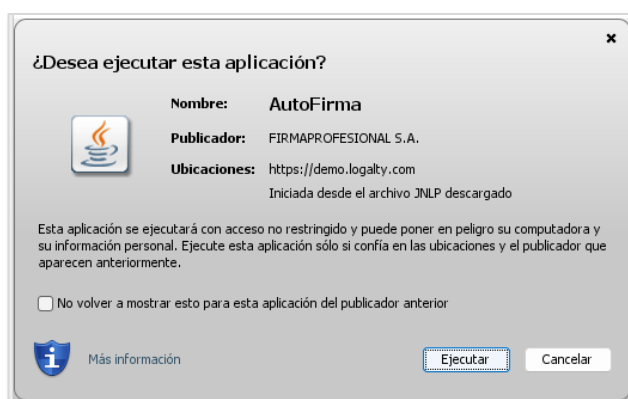 ¿Desea ejecutar esta aplicación?
Nombre: AutoFirma
Publicador: FIRMAPROFESIONAL S.A.
Ubicaciones: https://demo.logalty.com
Iniciada desde el archivo JNLP descargado
Esta aplicación se ejecutará con acceso no restringido y puede poner en peligro su computadora y
su información personal. Ejecute esta aplicación sólo si confía en las ubicaciones y el publicador que
aparecen anteriormente.
No volver a mostrar esto para esta aplicación del publicador anterior
Más información
Ejecutar
Cancelar